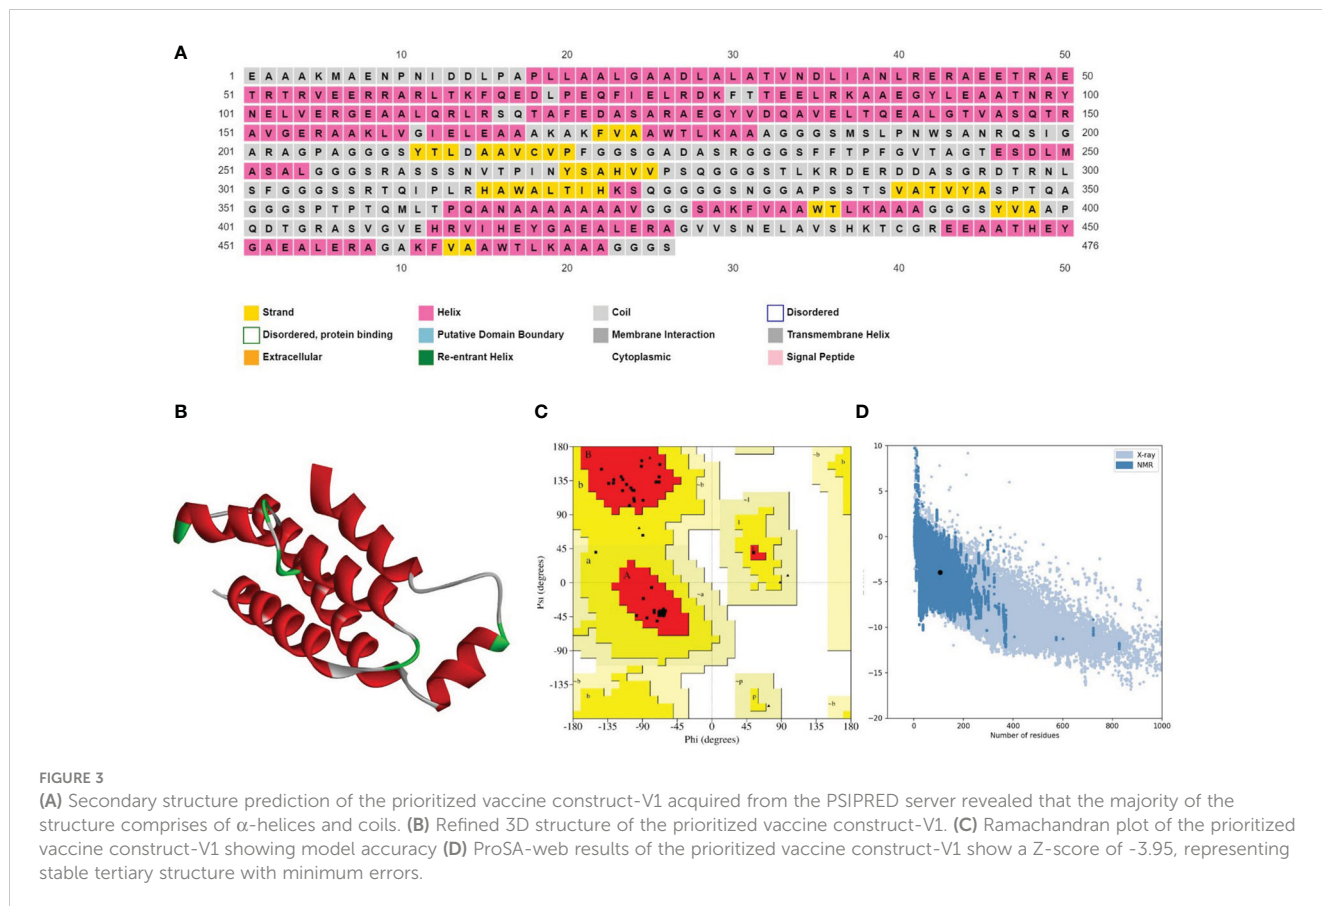 A
10 20 30 40 50
1 E A A A K M A E N P N I D D L P A P L L A A L G A A D L A L A T V N D L I A N L R E R A E E T R A E 50
51 T R T R V E E R R A R L T K F Q E D L P E Q F I E L R D K F T T E E L R K A A E G Y L E A A T N R Y 100
101 N E L V E R G E A A L Q R L R S Q T A F E D A S A R A E G Y V D Q A V E L T Q E A L G T V A S Q T R 150
151 A V G E R A A K L V G I E L E A A A K A K F V A A W T L K A A A G G G S M S L P N W S A N R Q S I G 200
201 A R A G P A G G G S Y T L D A A V C V P F G G S G A D A S R G G G S F F T P F G V T A G T E S D L M 250
251 A S A L G G G S R A S S S N V T P I N Y S A H V V P S Q G G G S T L K R D E R D D A S G R D T R N L 300
301 S F G G G S S R T Q I P L R H A W A L T I H K S Q G G G G S N G G A P S S T S V A T V Y A S P T Q A 350
351 G G G S P T P T Q M L T P Q A N A A A A A A A V G G G S A K F V A A W T L K A A A G G G S Y V A A P 400
401 Q D T G R A S V G V E H R V I H E Y G A E A L E R A G V V S N E L A V S H K T C G R E E A A T H E Y 450
451 G A E A L E R A G A K F V A A W T L K A A A G G G S 476
10 20 30 40 50
Strand Helix Coil Disordered
Disordered, protein binding Putative Domain Boundary Membrane Interaction Transmembrane Helix
Extracellular Re-entrant Helix Cytoplasmic Signal Peptide
B
C
180
135
90
45
0
-45
-90
-135
-180 -135 -90 -45 0 45 90 135 180
Psi (degrees)
Phi (degrees)
B
b
a
A
~b
~b
b
~l
l
~a
~b
b
~p
p
~b
D
10
5
0
-5
-10
-15
-20
0 200 400 600 800 1000
Number of residues
X-ray
NMR
FIGURE 3
(A) Secondary structure prediction of the prioritized vaccine construct-V1 acquired from the PSIPRED server revealed that the majority of the
structure comprises of α-helices and coils. (B) Refined 3D structure of the prioritized vaccine construct-V1. (C) Ramachandran plot of the prioritized
vaccine construct-V1 showing model accuracy (D) ProSA-web results of the prioritized vaccine construct-V1 show a Z-score of -3.95, representing
stable tertiary structure with minimum errors.